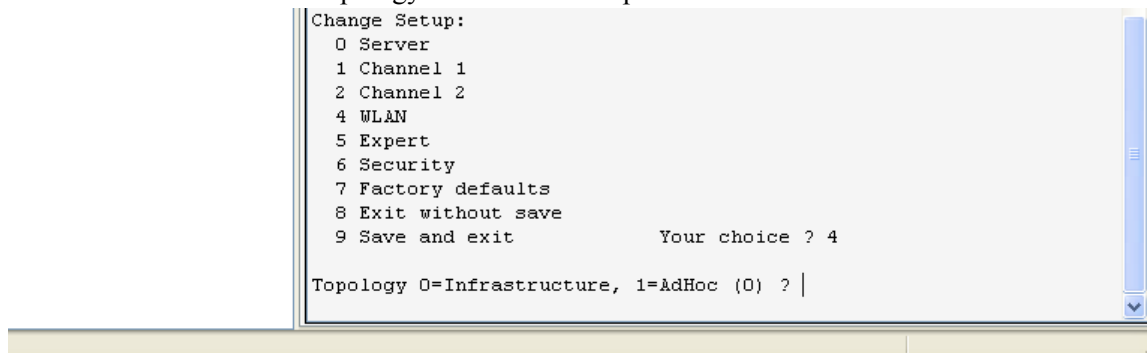 Change Setup:
0 Server
1 Channel 1
2 Channel 2
4 WLAN
5 Expert
6 Security
7 Factory defaults
8 Exit without save
9 Save and exit Your choice ? 4
Topology 0=Infrastructure, 1=AdHoc (0) ?